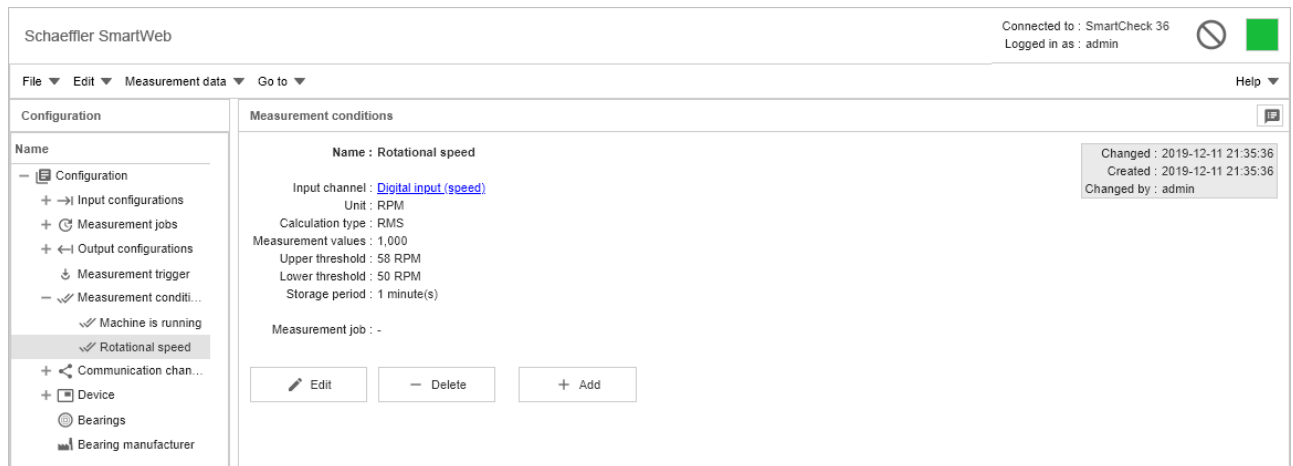 Schaeffler SmartWeb
Connected to : SmartCheck 36
Logged in as : admin
File Edit Measurement data Go to Help
Configuration
Name
Configuration
Input configurations
Measurement jobs
Output configurations
Measurement trigger
Measurement conditi...
Machine is running
Rotational speed
Communication chan...
Device
Bearings
Bearing manufacturer
Measurement conditions
Name : Rotational speed
Input channel : Digital input (speed)
Unit : RPM
Calculation type : RMS
Measurement values : 1,000
Upper threshold : 58 RPM
Lower threshold : 50 RPM
Storage period : 1 minute(s)
Measurement job : -
Edit Delete Add
Changed : 2019-12-11 21:35:36
Created : 2019-12-11 21:35:36
Changed by : admin